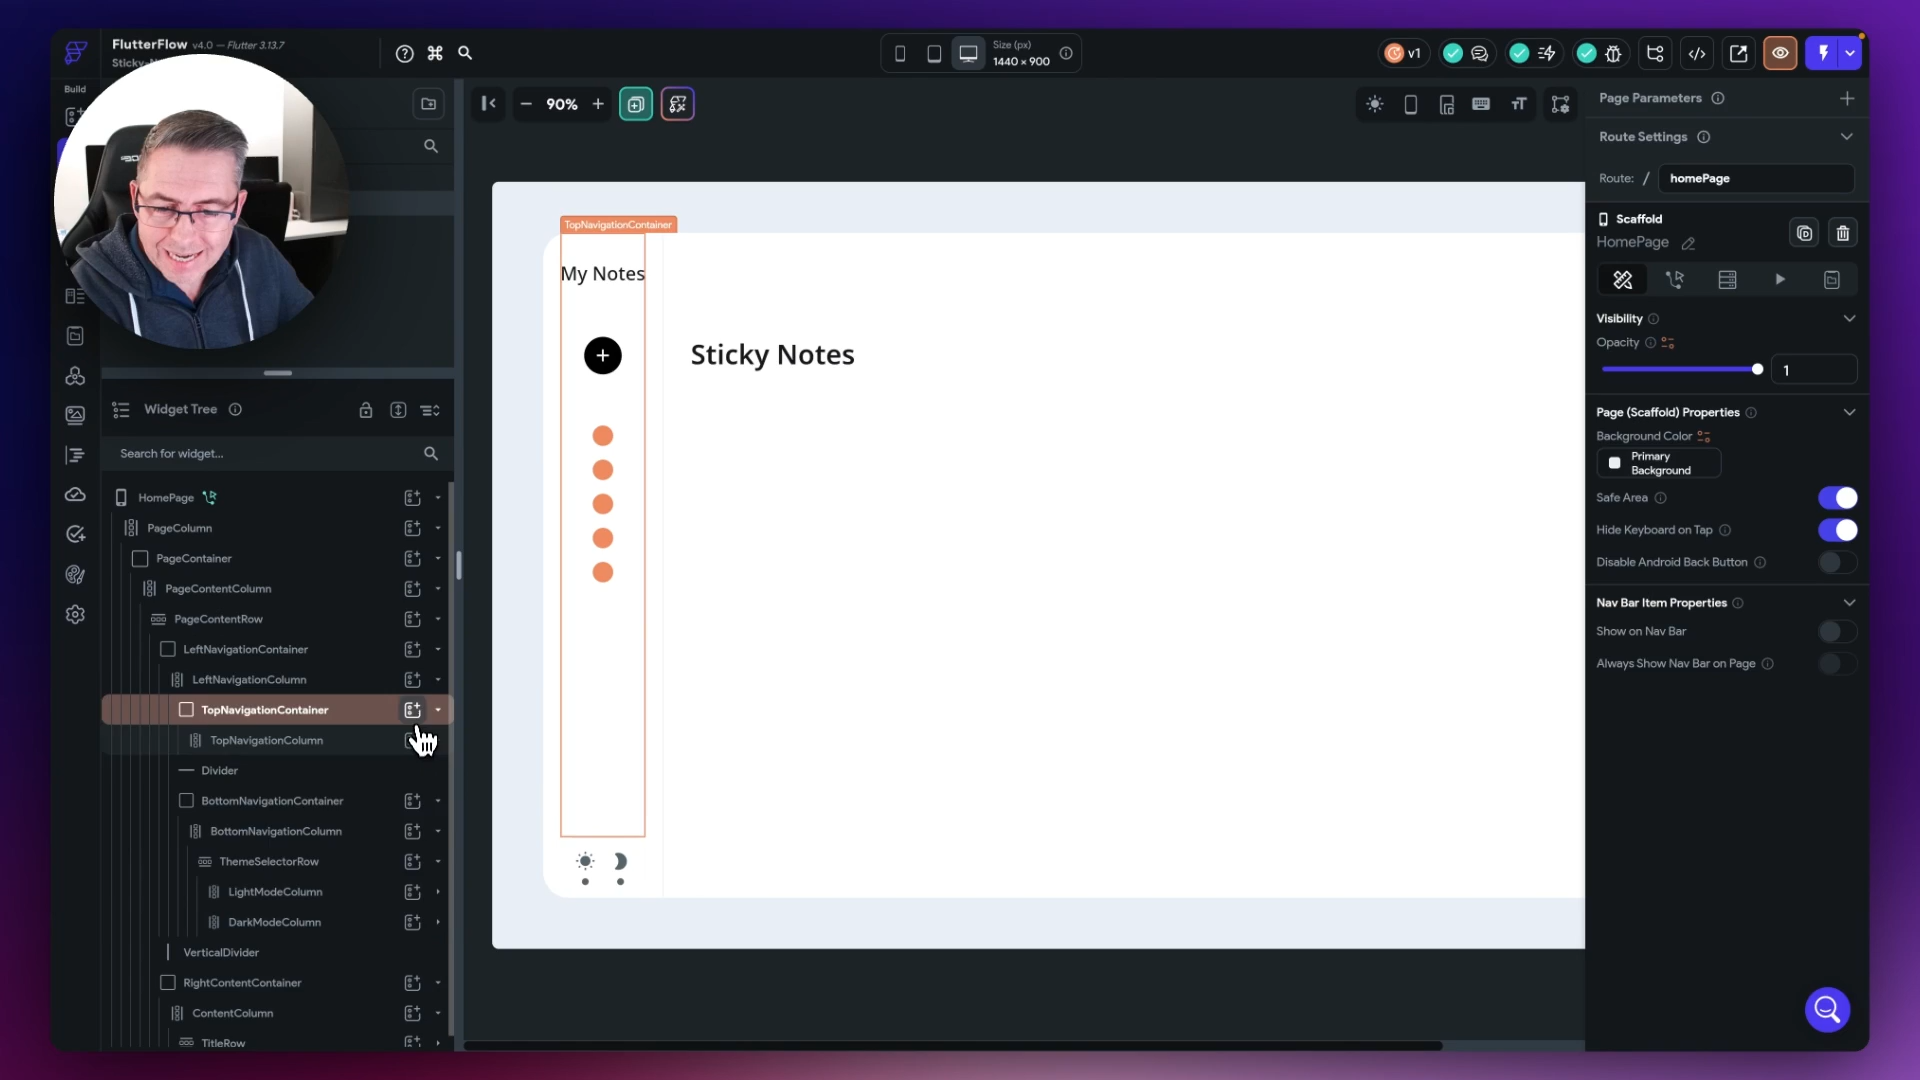 FlutterFlow v4.0 — Flutter 3.13.7
Sticky-N
Build
Size (px)
1440 × 900
v1
90%
Page Parameters
Route Settings
Route: / homePage
Scaffold
HomePage
Visibility
Opacity
1
Page (Scaffold) Properties
Background Color
Primary
Background
Safe Area
Hide Keyboard on Tap
Disable Android Back Button
Nav Bar Item Properties
Show on Nav Bar
Always Show Nav Bar on Page
TopNavigationContainer
My Notes
Sticky Notes
Widget Tree
Search for widget...
HomePage
PageColumn
PageContainer
PageContentColumn
PageContentRow
LeftNavigationContainer
LeftNavigationColumn
TopNavigationContainer
TopNavigationColumn
Divider
BottomNavigationContainer
BottomNavigationColumn
ThemeSelectorRow
LightModeColumn
DarkModeColumn
VerticalDivider
RightContentContainer
ContentColumn
TitleRow